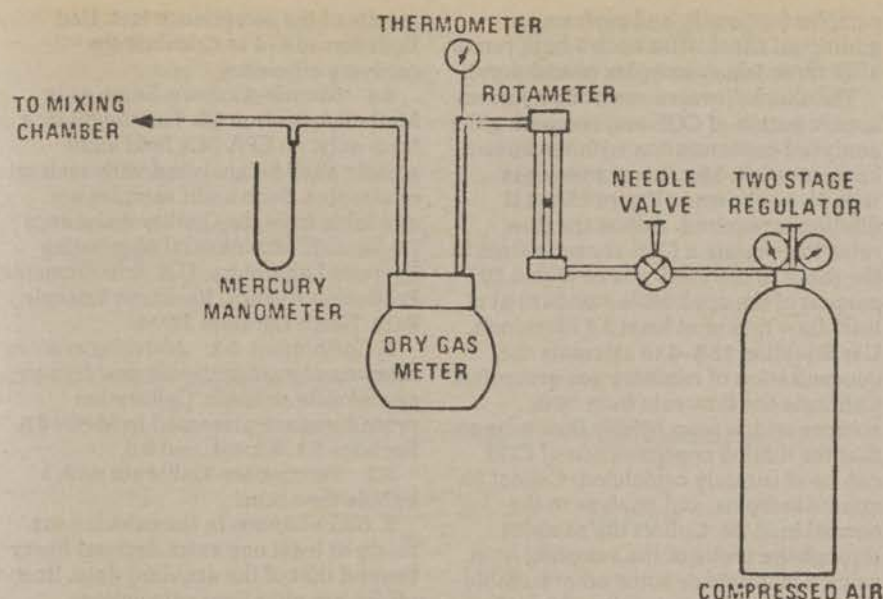 THERMOMETER
TO MIXING
CHAMBER
ROTAMETER
NEEDLE
VALVE
TWO STAGE
REGULATOR
MERCURY
MANOMETER
DRY GAS
METER
COMPRESSED AIR